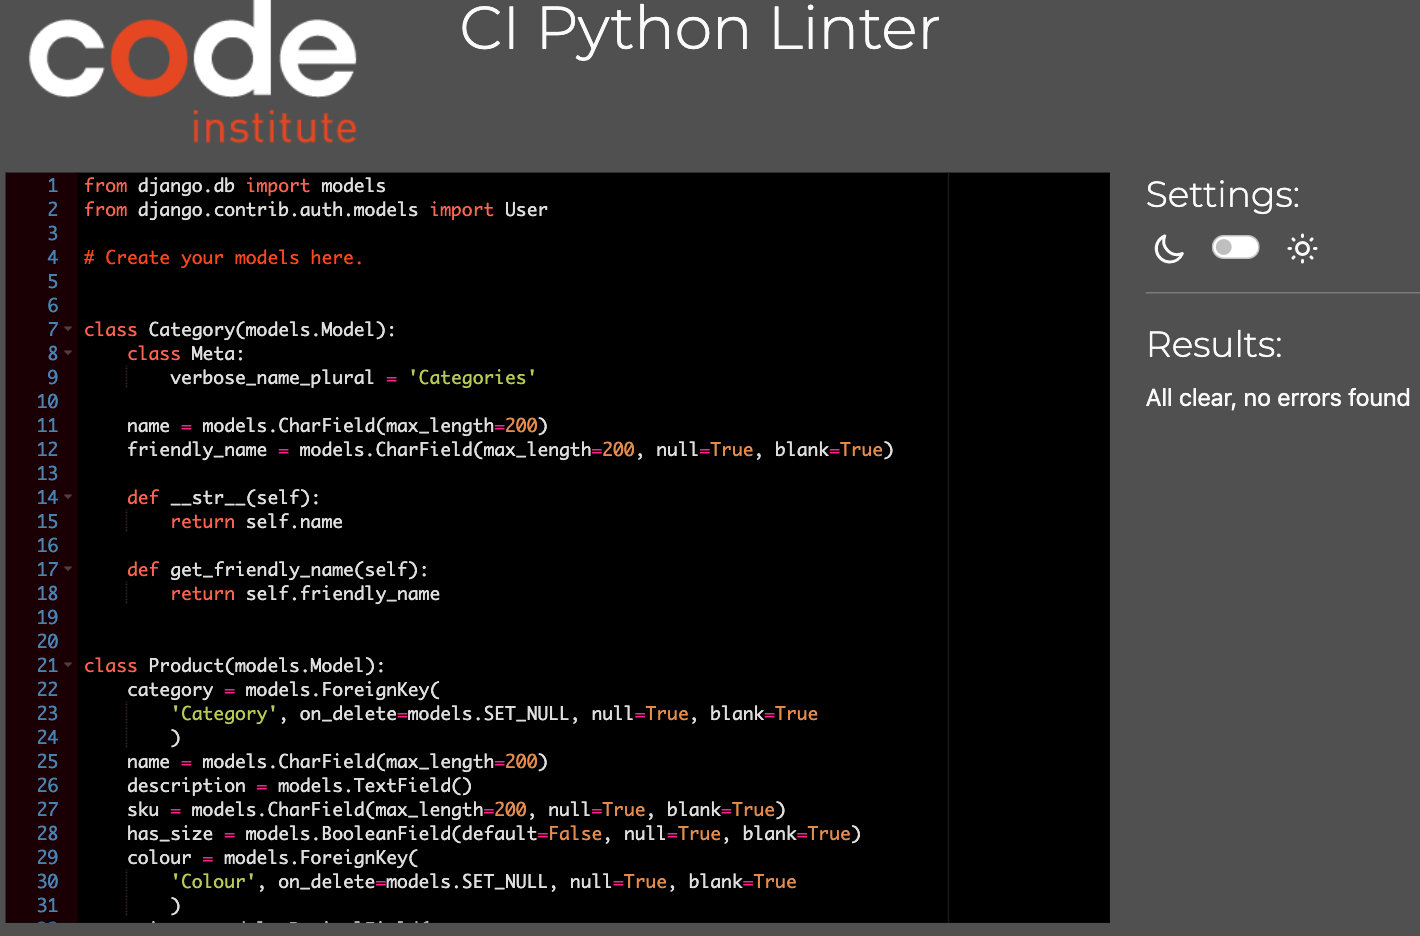 code
institute
CI Python Linter
1 from django.db import models
2 from django.contrib.auth.models import User
3
4 # Create your models here.
5
6
7 class Category(models.Model):
8     class Meta:
9         verbose_name_plural = 'Categories'
10
11     name = models.CharField(max_length=200)
12     friendly_name = models.CharField(max_length=200, null=True, blank=True)
13
14     def __str__(self):
15         return self.name
16
17     def get_friendly_name(self):
18         return self.friendly_name
19
20
21 class Product(models.Model):
22     category = models.ForeignKey(
23         'Category', on_delete=models.SET_NULL, null=True, blank=True
24         )
25     name = models.CharField(max_length=200)
26     description = models.TextField()
27     sku = models.CharField(max_length=200, null=True, blank=True)
28     has_size = models.BooleanField(default=False, null=True, blank=True)
29     colour = models.ForeignKey(
30         'Colour', on_delete=models.SET_NULL, null=True, blank=True
31         )
Settings:
Results:
All clear, no errors found